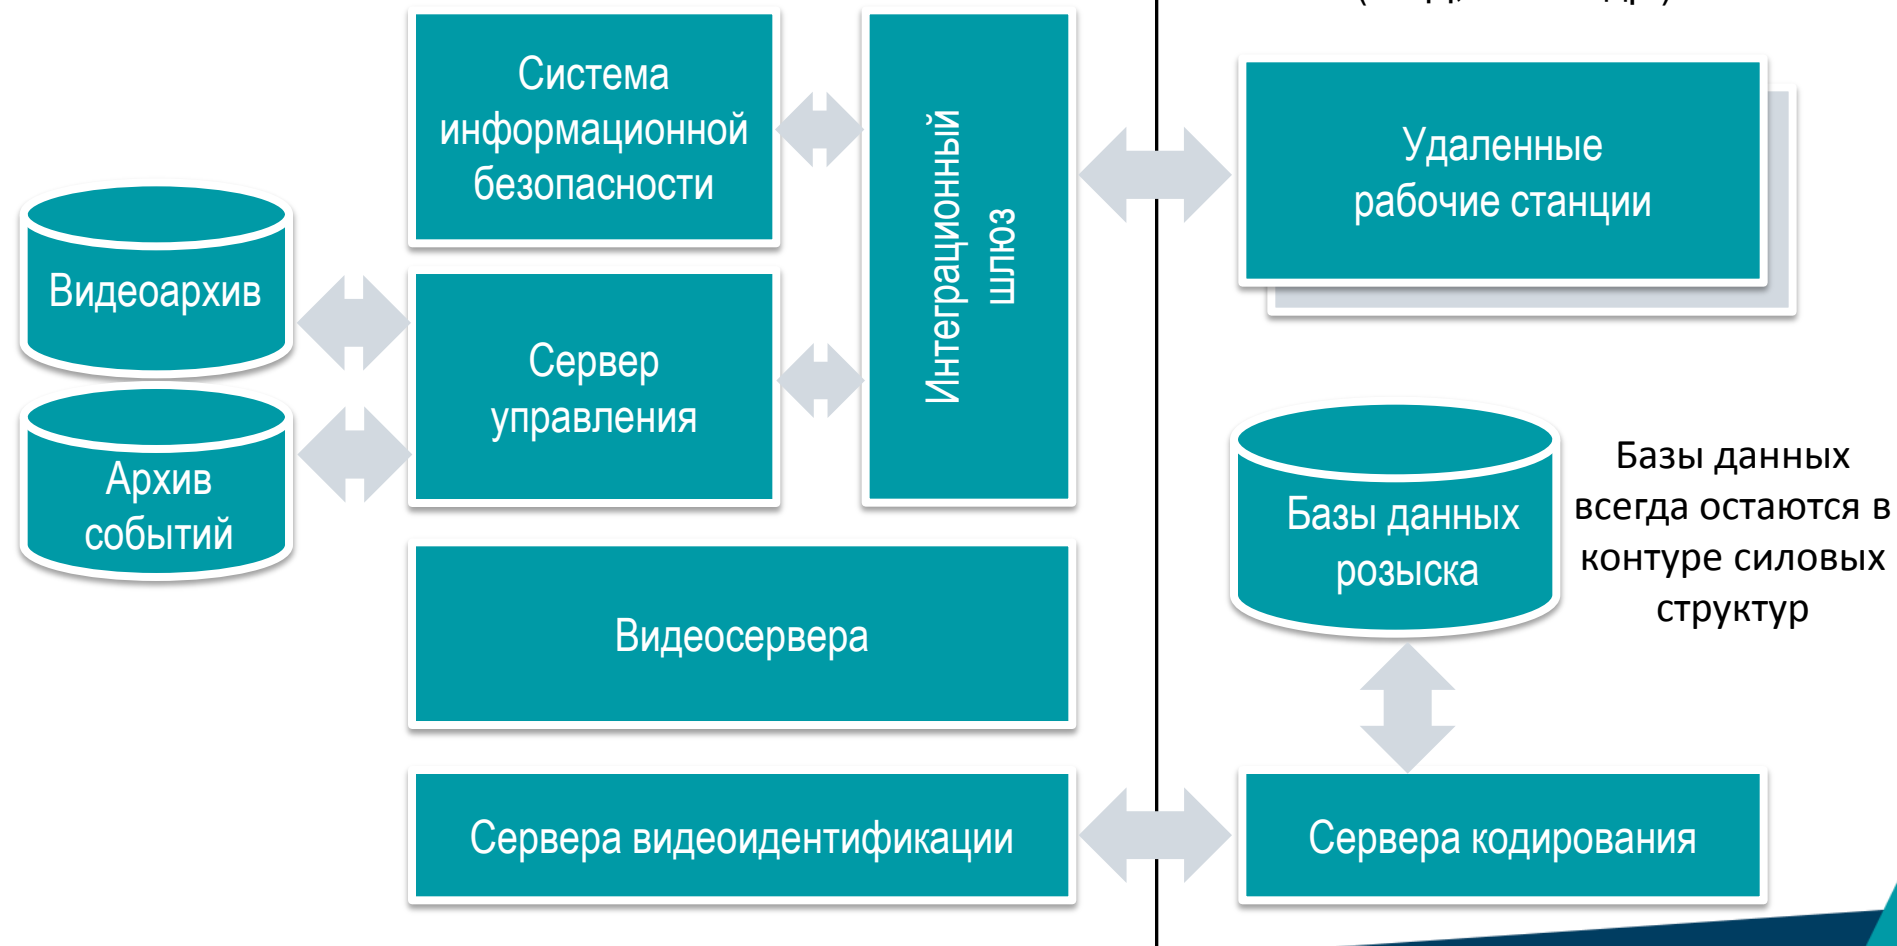 Система
информационной
безопасности
Интеграционный
шлюз
Удаленные
рабочие станции
Видеоархив
Сервер
управления
Архив
событий
Базы данных
розыска
Базы данных
всегда остаются в
контуре силовых
структур
Видеосервера
Сервера видеоидентификации
Сервера кодирования